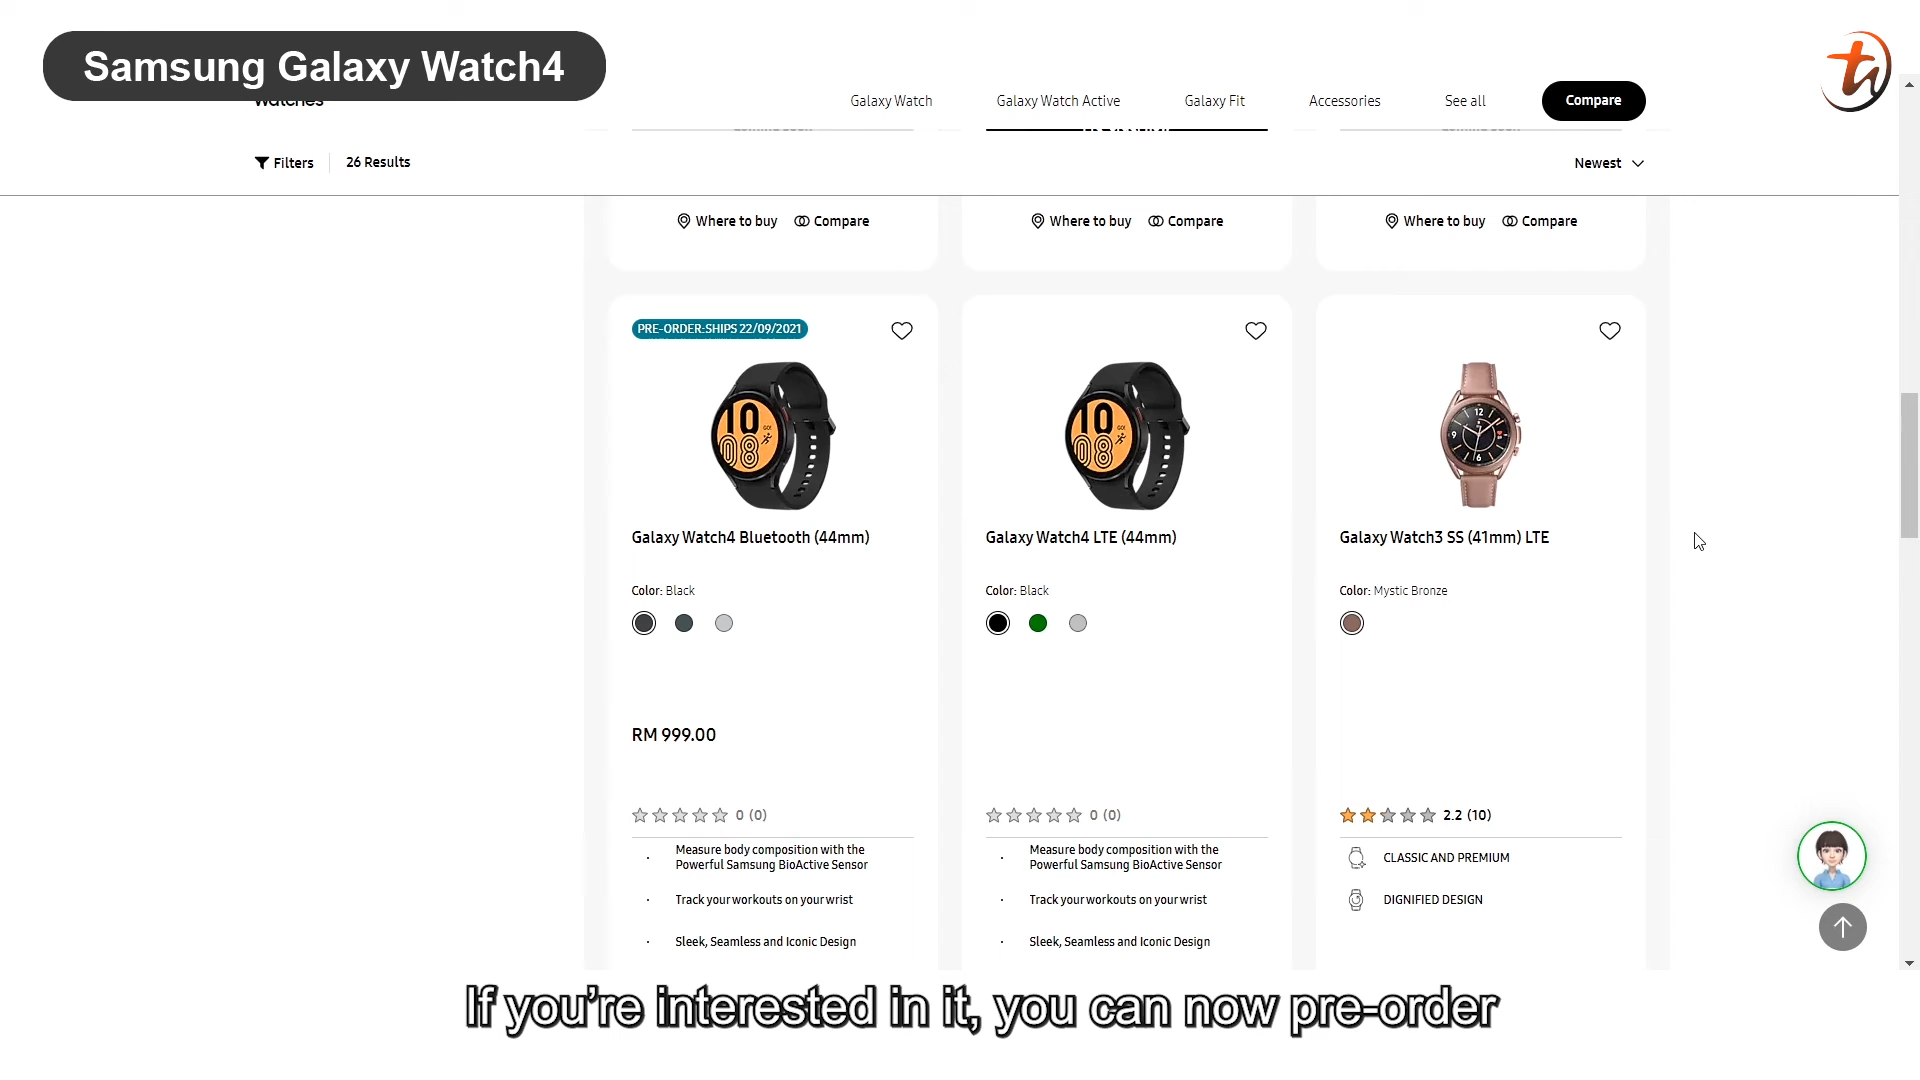 Samsung Galaxy Watch4
Watches
Galaxy Watch
Galaxy Watch Active
Galaxy Fit
Accessories
See all
Compare
Filters
26 Results
Newest
Where to buy
Compare
Where to buy
Compare
Where to buy
Compare
PRE-ORDER:SHIPS 22/09/2021
Galaxy Watch4 Bluetooth (44mm)
Galaxy Watch4 LTE (44mm)
Galaxy Watch3 SS (41mm) LTE
Color: Black
Color: Black
Color: Mystic Bronze
RM 999.00
0 (0)
0 (0)
2.2 (10)
· Measure body composition with the
Powerful Samsung BioActive Sensor
· Track your workouts on your wrist
· Sleek, Seamless and Iconic Design
· Measure body composition with the
Powerful Samsung BioActive Sensor
· Track your workouts on your wrist
· Sleek, Seamless and Iconic Design
CLASSIC AND PREMIUM
DIGNIFIED DESIGN
If you're interested in it, you can now pre-order